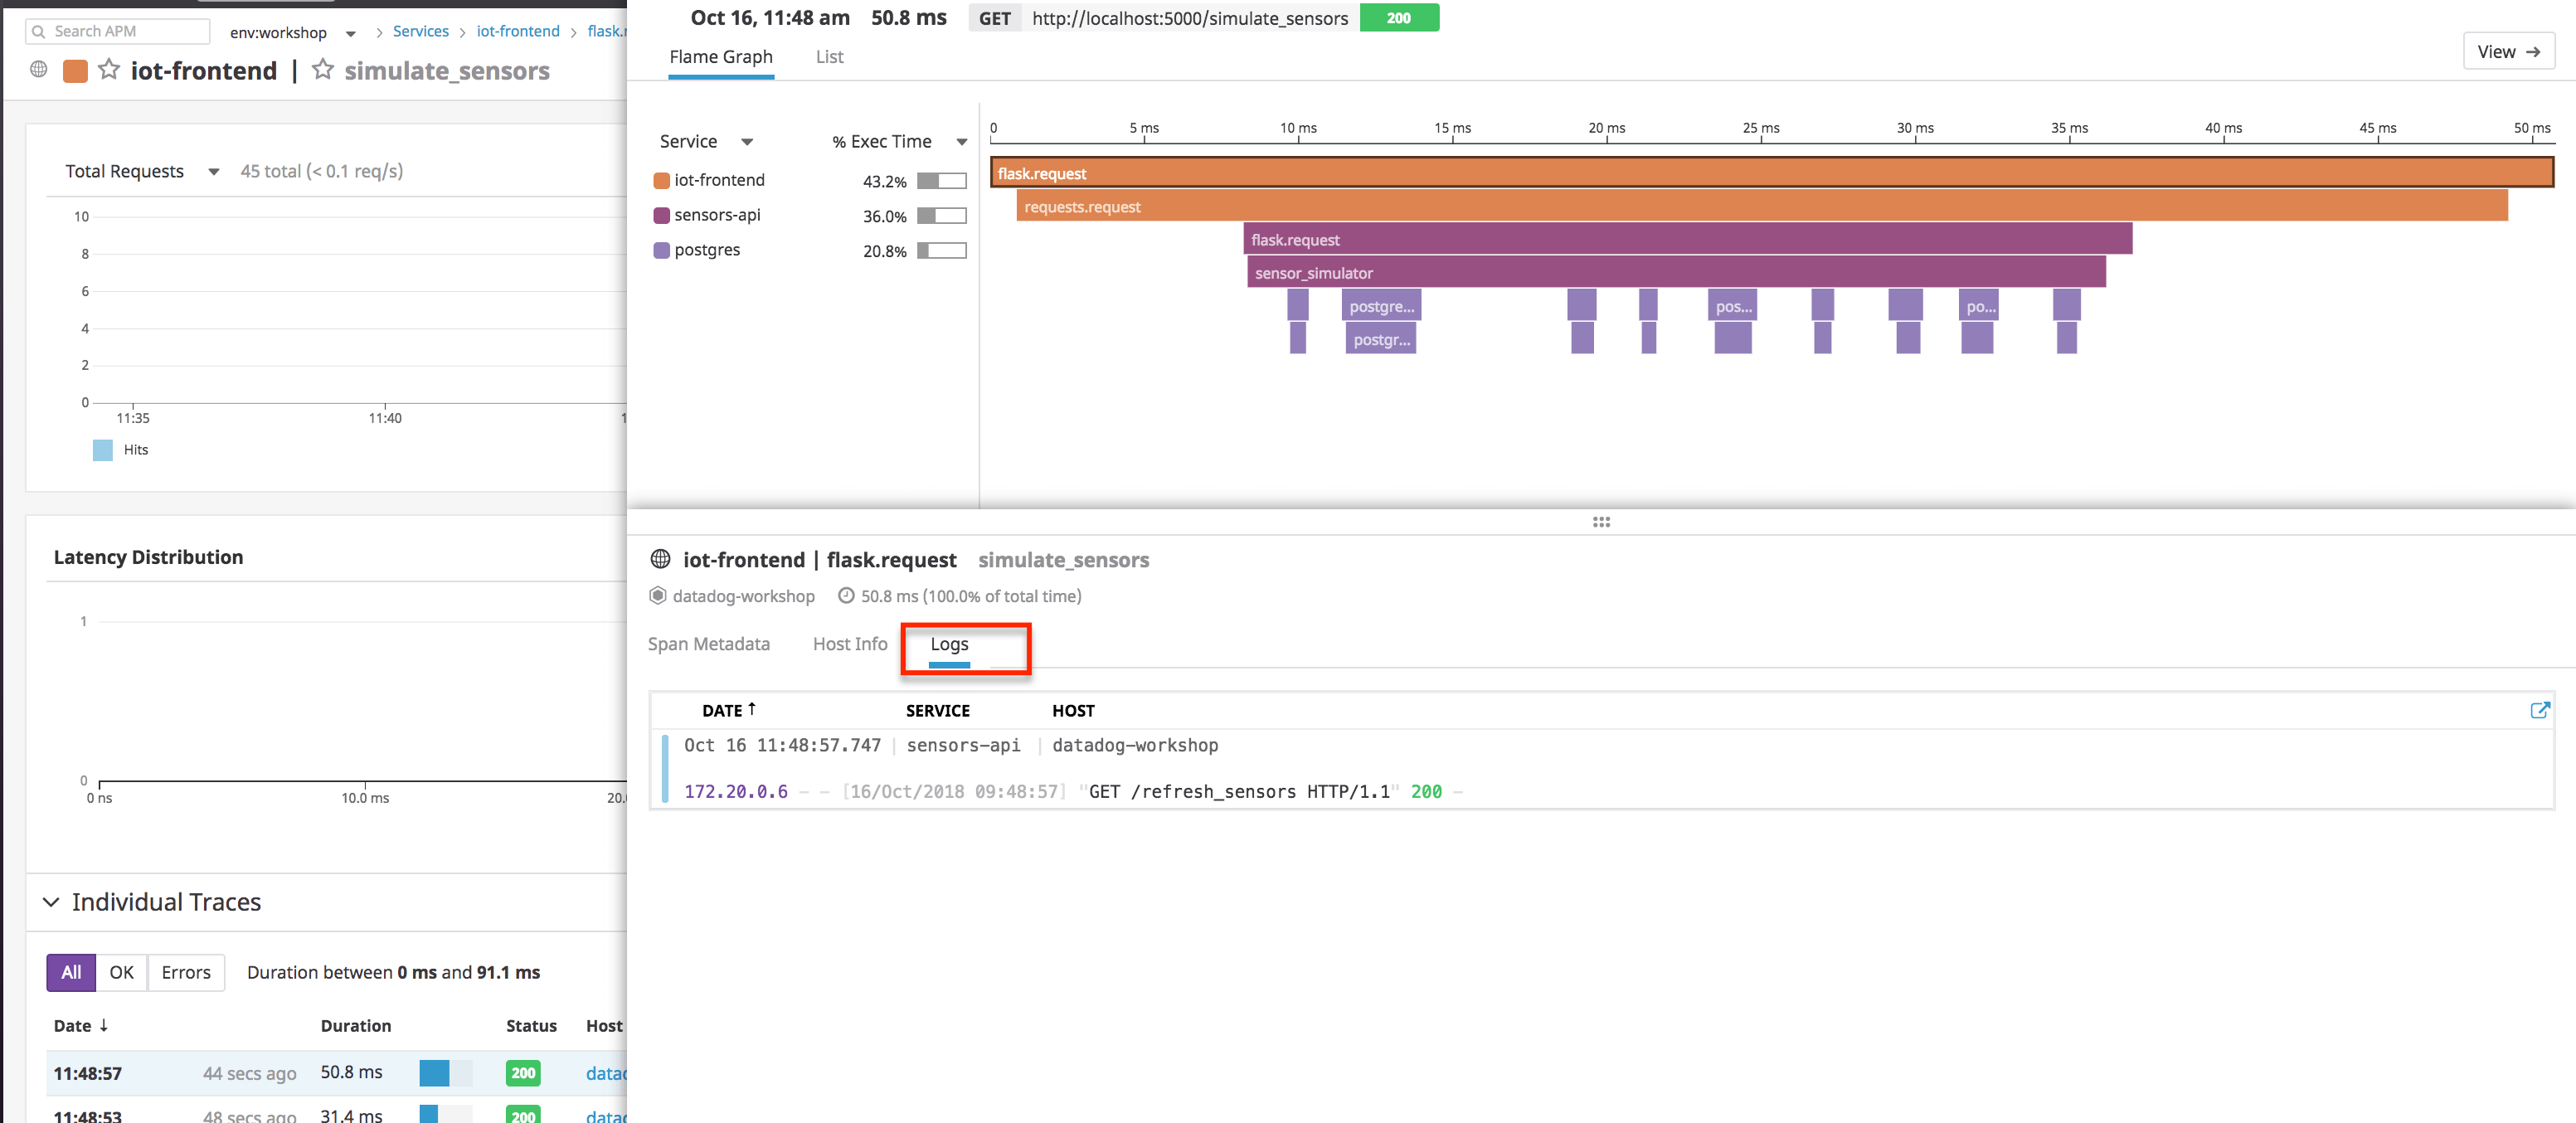 Search APM
env:workshop > Services > iot-frontend > flask.r
iot-frontend | simulate_sensors
Total Requests 45 total (< 0.1 req/s)
10
8
6
4
2
0
11:35 11:40 1
Hits
Latency Distribution
1
0
0 ns 10.0 ms 20.
Individual Traces
All OK Errors Duration between 0 ms and 91.1 ms
Date ↓ Duration Status Host
11:48:57 44 secs ago 50.8 ms 200 data
11:48:53 48 secs ago 31.4 ms 200 data
Oct 16, 11:48 am 50.8 ms GET http://localhost:5000/simulate_sensors 200
Flame Graph List
View →
Service % Exec Time
iot-frontend 43.2%
sensors-api 36.0%
postgres 20.8%
0 5 ms 10 ms 15 ms 20 ms 25 ms 30 ms 35 ms 40 ms 45 ms 50 ms
flask.request
requests.request
flask.request
sensor_simulator
postgre... pos... po...
postgr...
iot-frontend | flask.request simulate_sensors
datadog-workshop 50.8 ms (100.0% of total time)
Span Metadata Host Info Logs
DATE ↑ SERVICE HOST
Oct 16 11:48:57.747 | sensors-api | datadog-workshop
172.20.0.6 - - [16/Oct/2018 09:48:57] "GET /refresh_sensors HTTP/1.1" 200 -